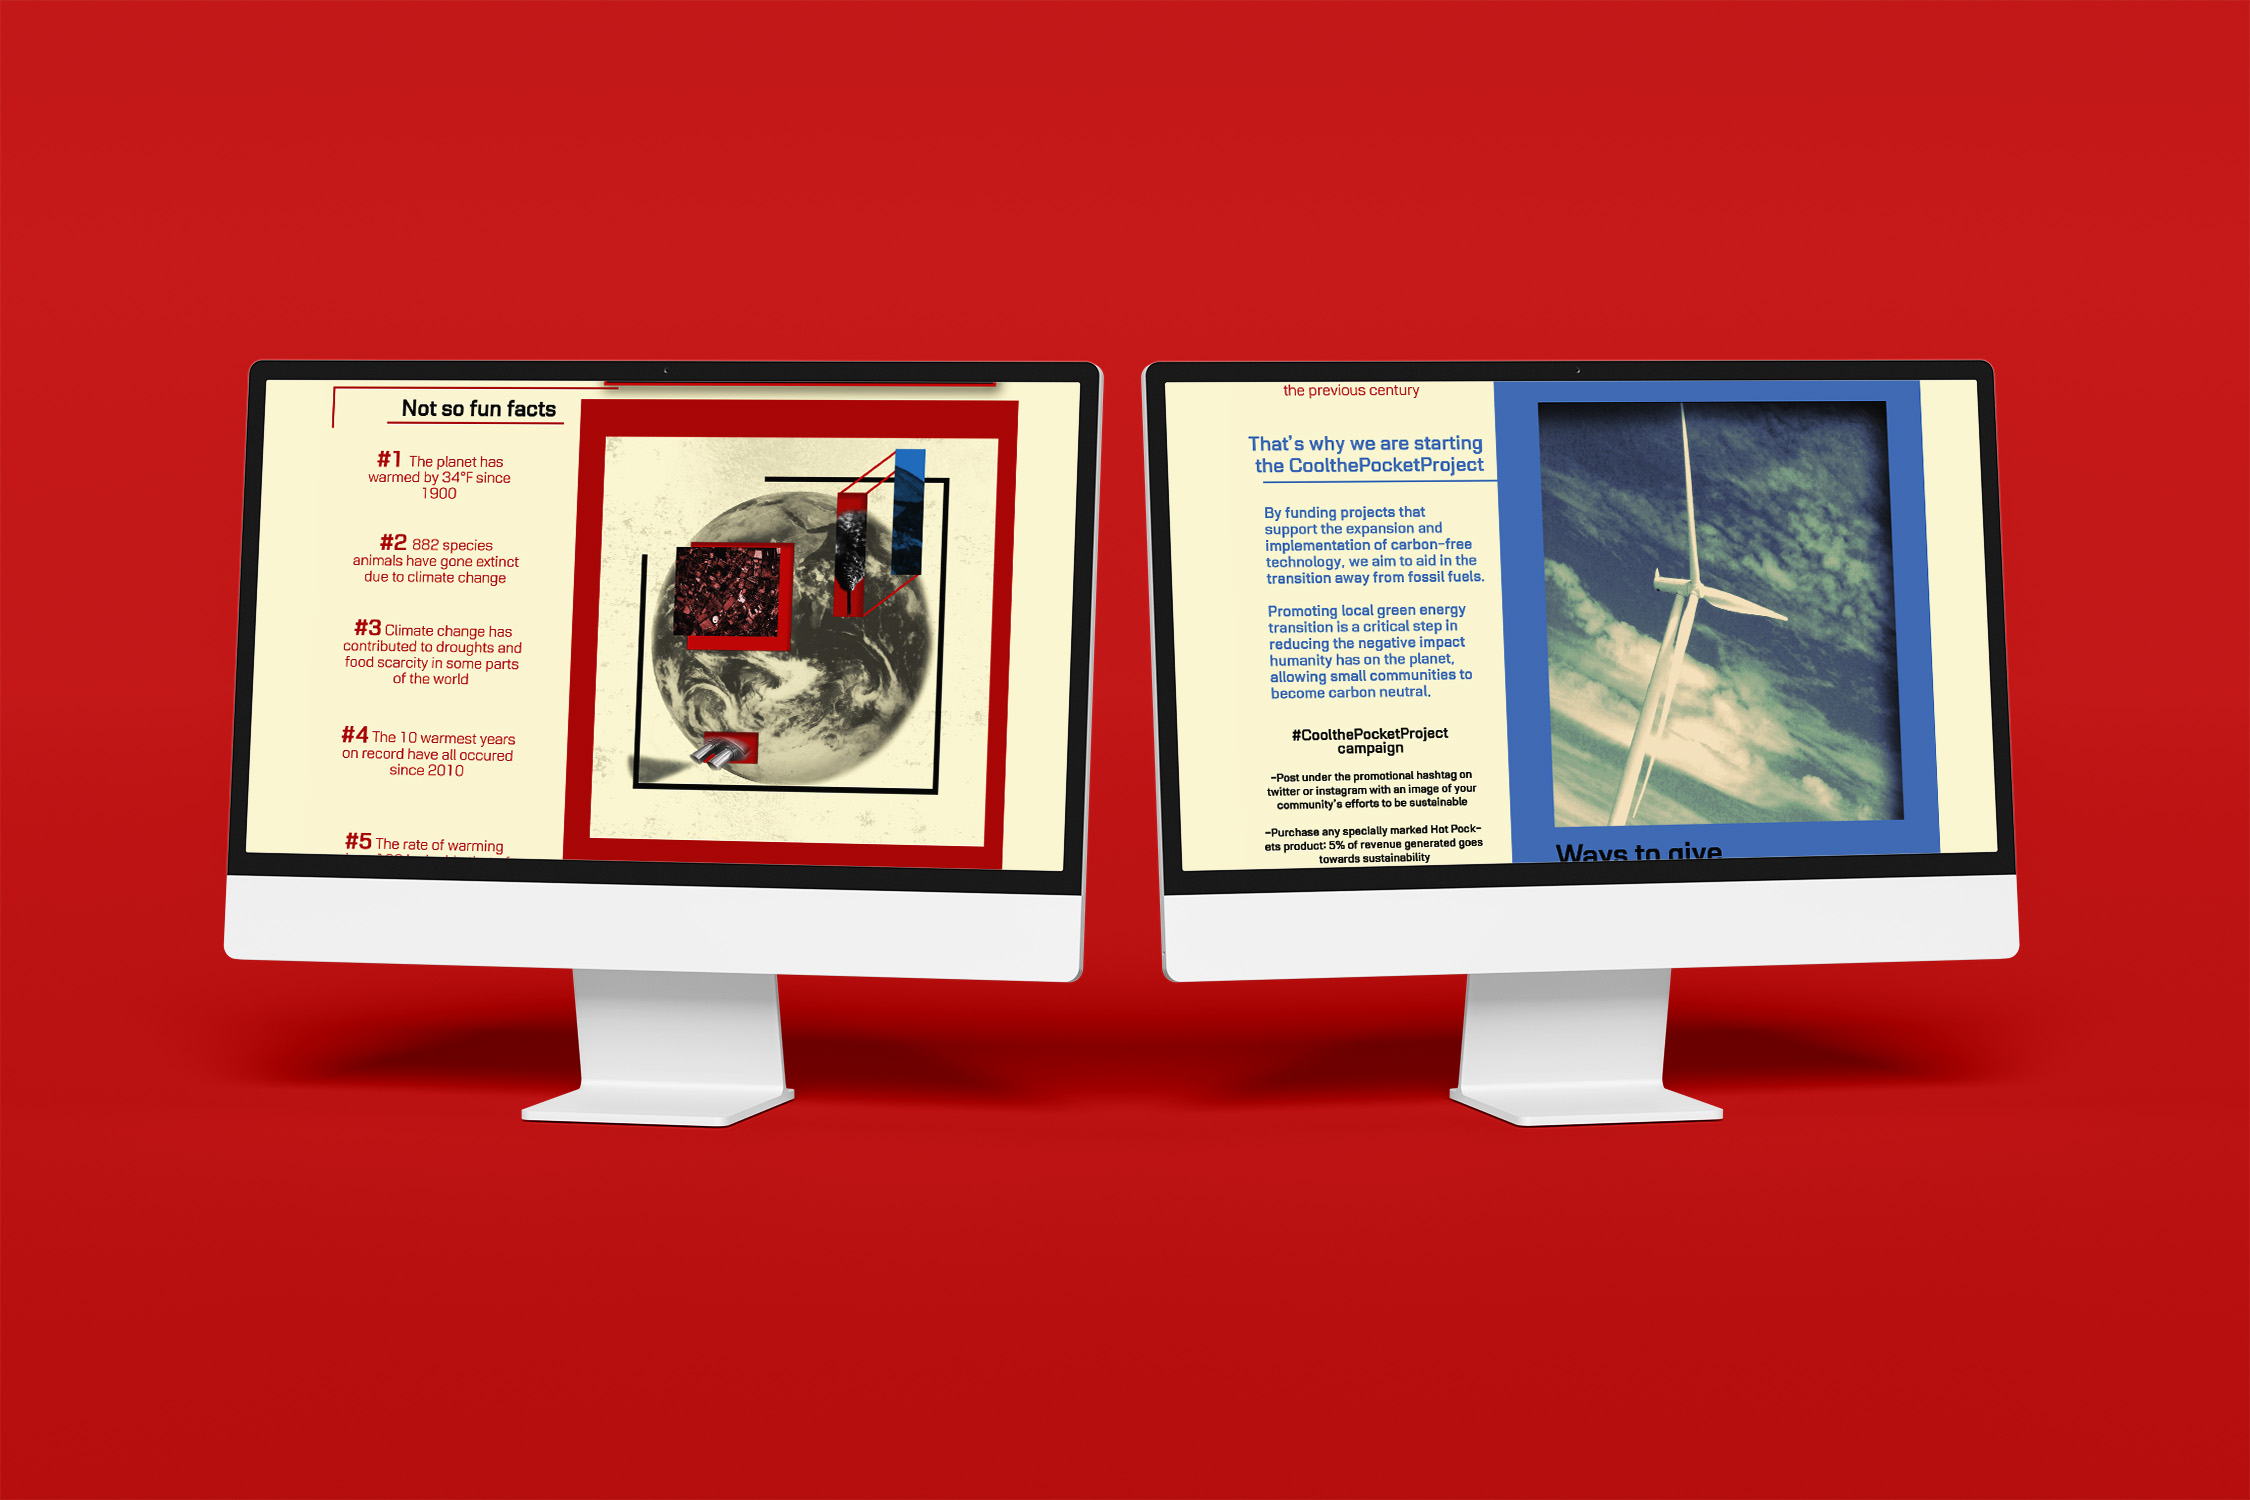 Not so fun facts
#1 The planet has
warmed by 34°F since
1900
#2 882 species
animals have gone extinct
due to climate change
#3 Climate change has
contributed to droughts and
food scarcity in some parts
of the world
#4 The 10 warmest years
on record have all occured
since 2010
#5 The rate of warming
the previous century
That's why we are starting
the CoolthePocketProject
By funding projects that
support the expansion and
implementation of carbon-free
technology, we aim to aid in the
transition away from fossil fuels.
Promoting local green energy
transition is a critical step in
reducing the negative impact
humanity has on the planet,
allowing small communities to
become carbon neutral.
#CoolthePocketProject
campaign
-Post under the promotional hashtag on
twitter or instagram with an image of your
community's efforts to be sustainable
-Purchase any specially marked Hot Pock-
ets product: 5% of revenue generated goes
towards sustainability
Ways to give